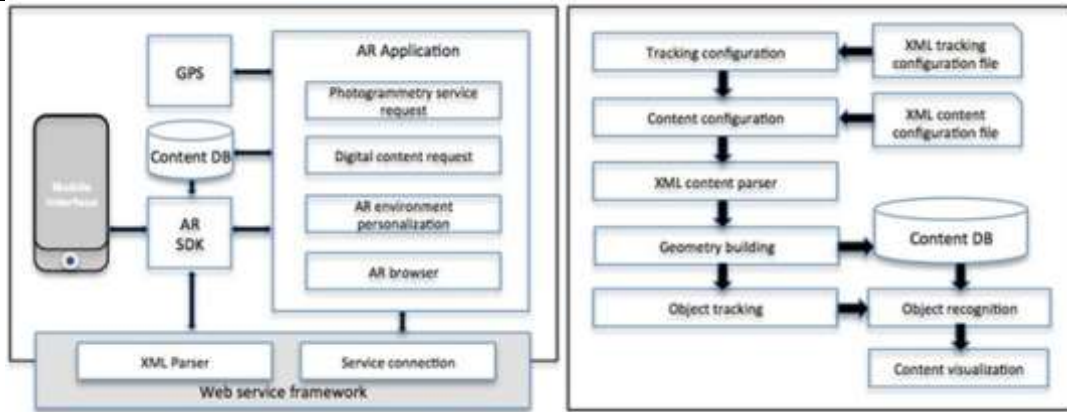 AR Application
GPS
Photogrammetry service
request
Content DB
Digital content request
Mobile
Interface
AR
SDK
AR environment
personalization
AR browser
XML Parser
Service connection
Web service framework
Tracking configuration
XML tracking
configuration file
Content configuration
XML content
configuration file
XML content parser
Geometry building
Content DB
Object tracking
Object recognition
Content visualization